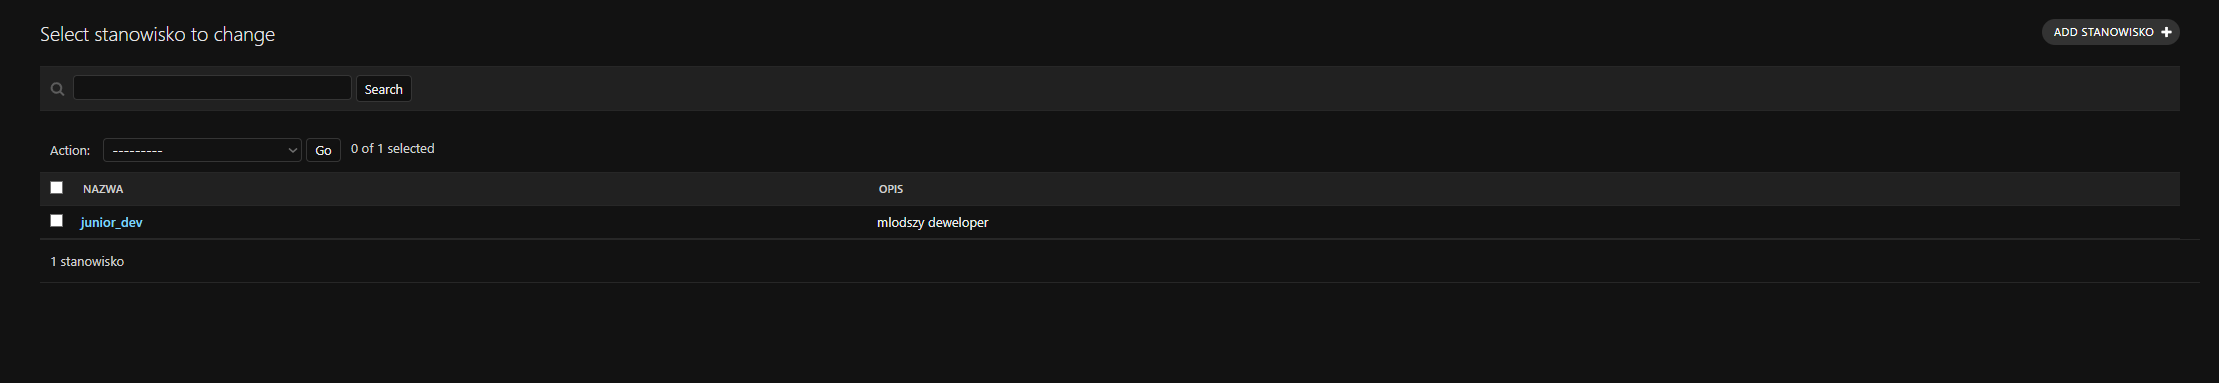 Select stanowisko to change
ADD STANOWISKO
Search
Action: --------- Go 0 of 1 selected
NAZWA OPIS
junior_dev mlodszy deweloper
1 stanowisko